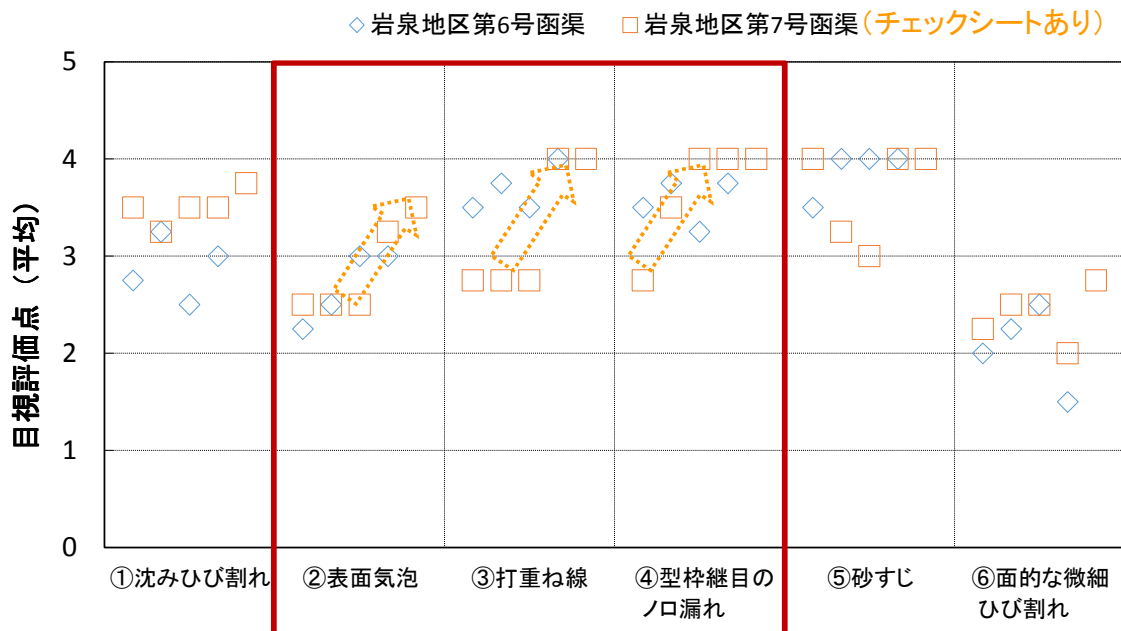 岩泉地区第6号函渠 岩泉地区第7号函渠(チェックシートあり)
目視評価点（平均）
5
4
3
2
1
0
①沈みひび割れ
②表面気泡
③打重ね線
④型枠継目の
ノロ漏れ
⑤砂すじ
⑥面的な微細
ひび割れ